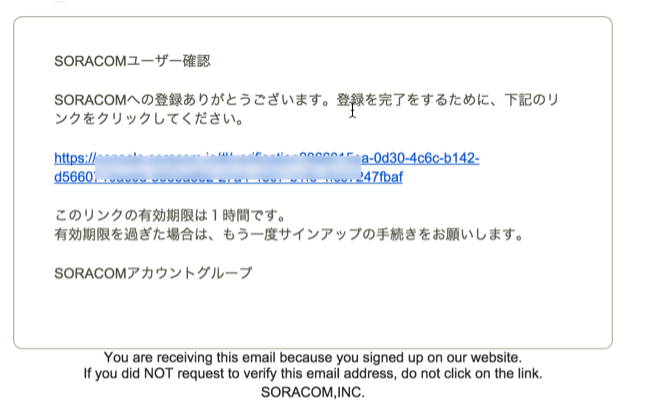 SORACOMユーザー確認
SORACOMへの登録ありがとうございます。登録を完了をするために、下記のリ
ンクをクリックしてください。
https://
a-0d30-4c6c-b142-
d5660
247fbaf
このリンクの有効期限は1時間です。
有効期限を過ぎた場合は、もう一度サインアップの手続きをお願いします。
SORACOMアカウントグループ
You are receiving this email because you signed up on our website.
If you did NOT request to verify this email address, do not click on the link.
SORACOM,INC.